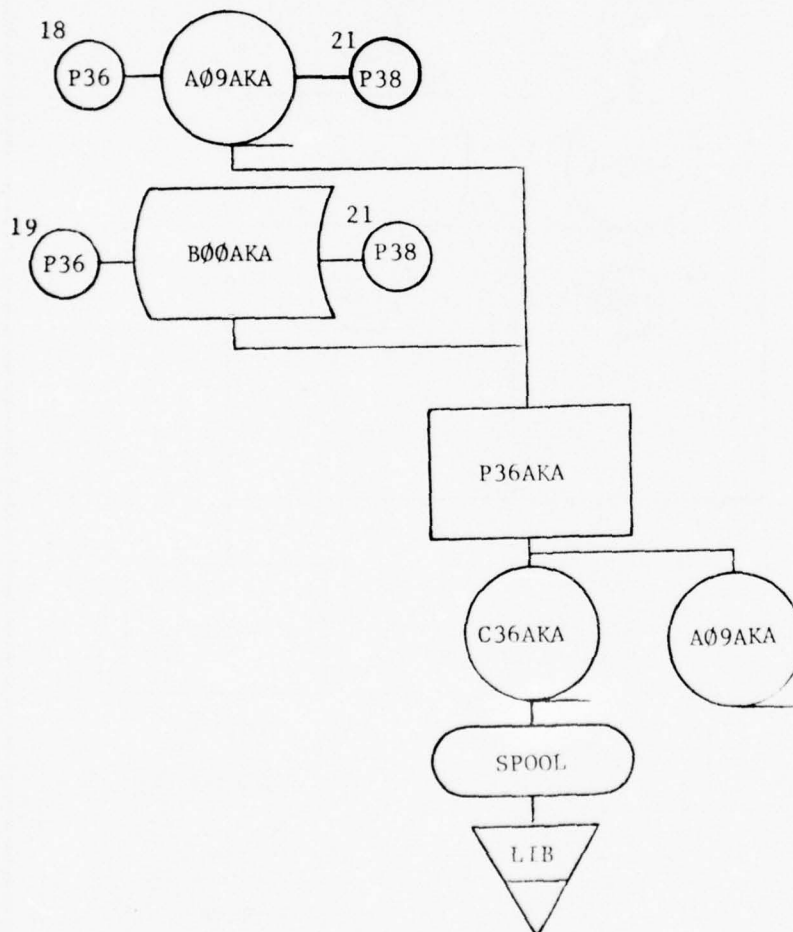 18
21
P36
AØ9AKA
P38
19
21
P36
BØØAKA
P38
P36AKA
C36AKA
AØ9AKA
SPOOL
LIB